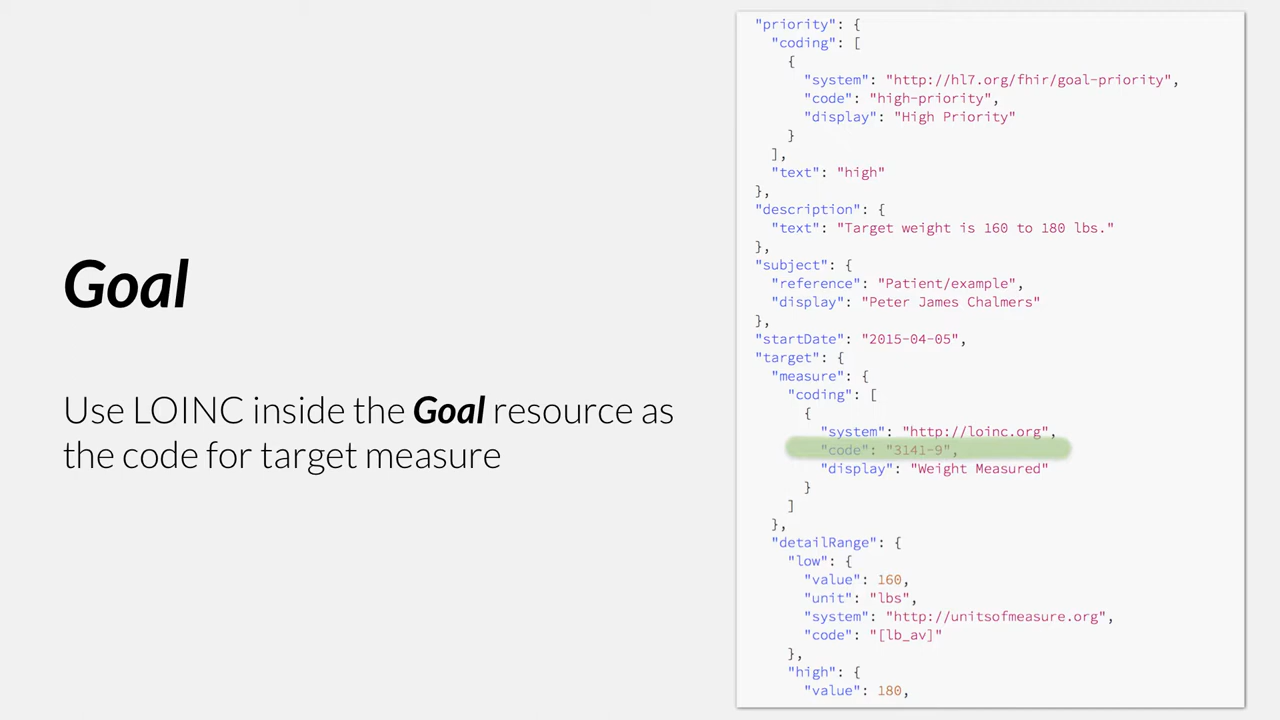 Goal
Use LOINC inside the Goal resource as
the code for target measure
"priority": {
"coding": [
{
"system": "http://hl7.org/fhir/goal-priority",
"code": "high-priority",
"display": "High Priority"
}
],
"text": "high"
},
"description": {
"text": "Target weight is 160 to 180 lbs."
},
"subject": {
"reference": "Patient/example",
"display": "Peter James Chalmers"
},
"startDate": "2015-04-05",
"target": {
"measure": {
"coding": [
{
"system": "http://loinc.org",
"code": "3141-9",
"display": "Weight Measured"
}
]
},
"detailRange": {
"low": {
"value": 160,
"unit": "lbs",
"system": "http://unitsofmeasure.org",
"code": "[lb_av]"
},
"high": {
"value": 180,